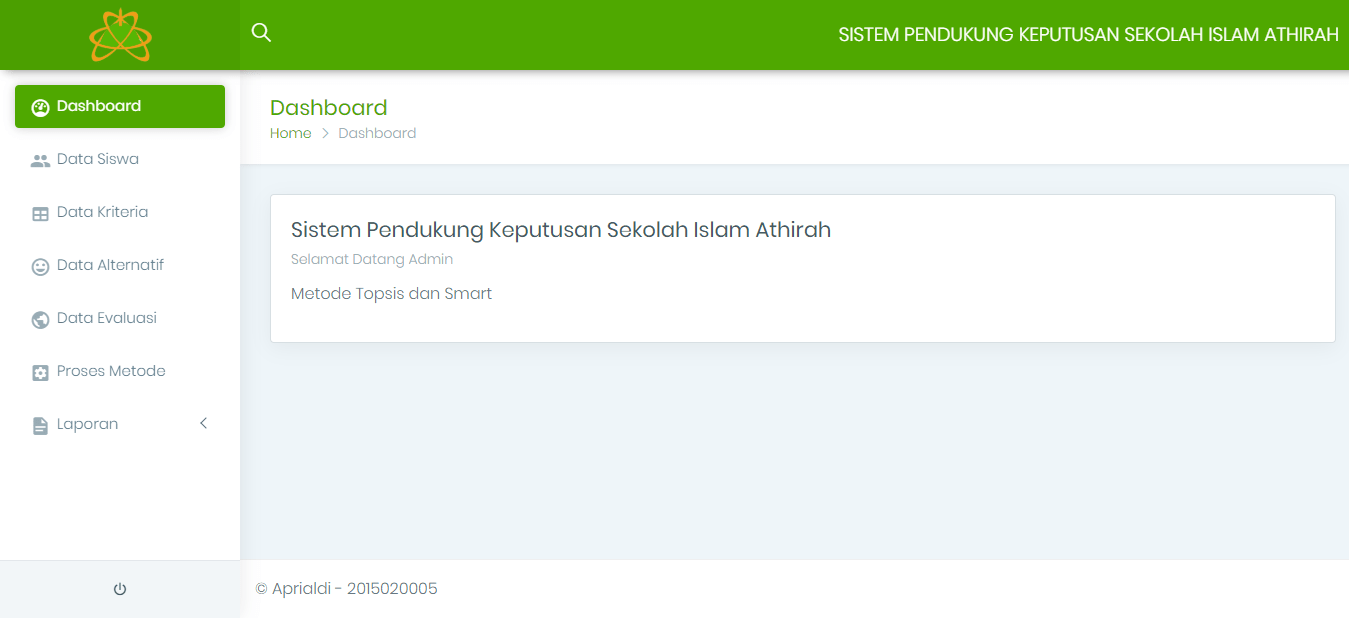 SISTEM PENDUKUNG KEPUTUSAN SEKOLAH ISLAM ATHIRAH
Dashboard
Data Siswa
Data Kriteria
Data Alternatif
Data Evaluasi
Proses Metode
Laporan
Dashboard
Home > Dashboard
Sistem Pendukung Keputusan Sekolah Islam Athirah
Selamat Datang Admin
Metode Topsis dan Smart
© Aprialdi - 2015020005